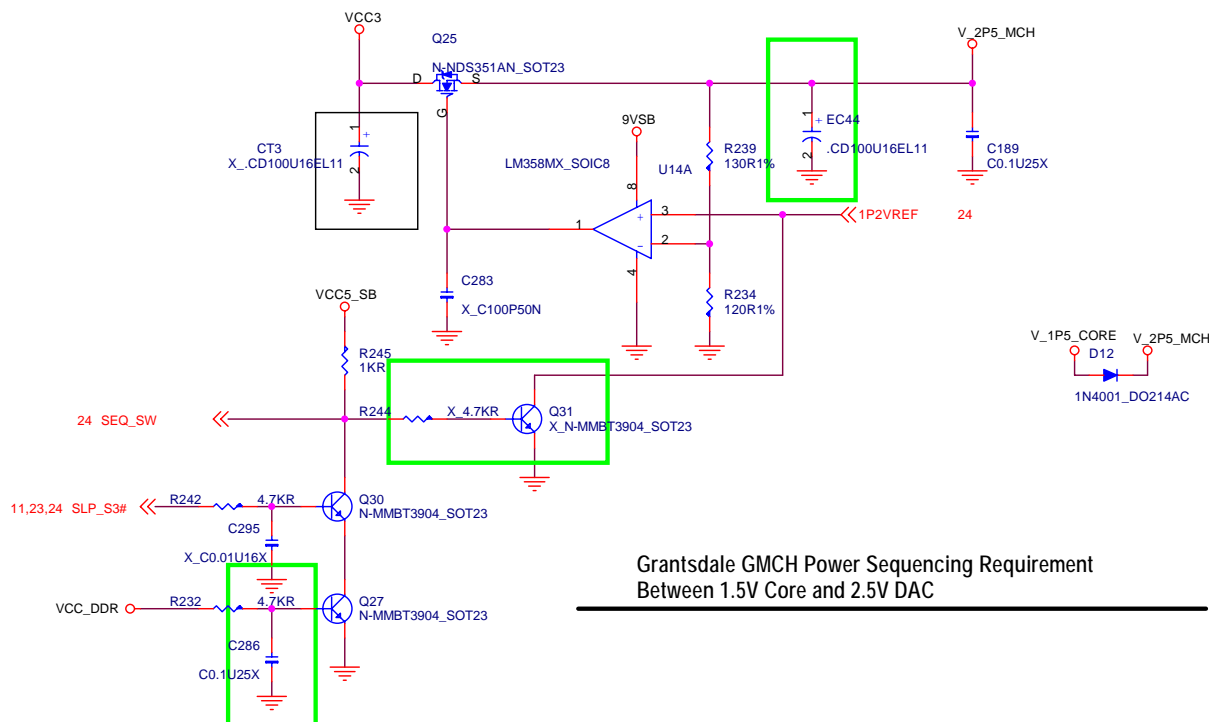 VCC3
Q25
N-NDS351AN_SOT23
D
S
G
V_2P5_MCH
1
+
CT3
X_.CD100U16EL11
2
9VSB
LM358MX_SOIC8
U14A
8
1
3
+
2
-
4
R239
130R1%
1
+ EC44
.CD100U16EL11
2
C189
C0.1U25X
1P2VREF 24
C283
X_C100P50N
R234
120R1%
VCC5_SB
R245
1KR
V_1P5_CORE
D12
V_2P5_MCH
1N4001_DO214AC
24 SEQ_SW
R244
X_4.7KR
Q31
X_N-MMBT3904_SOT23
11,23,24 SLP_S3#
R242
4.7KR
Q30
N-MMBT3904_SOT23
C295
X_C0.01U16X
VCC_DDR
R232
4.7KR
Q27
N-MMBT3904_SOT23
C286
C0.1U25X
Grantsdale GMCH Power Sequencing Requirement
Between 1.5V Core and 2.5V DAC